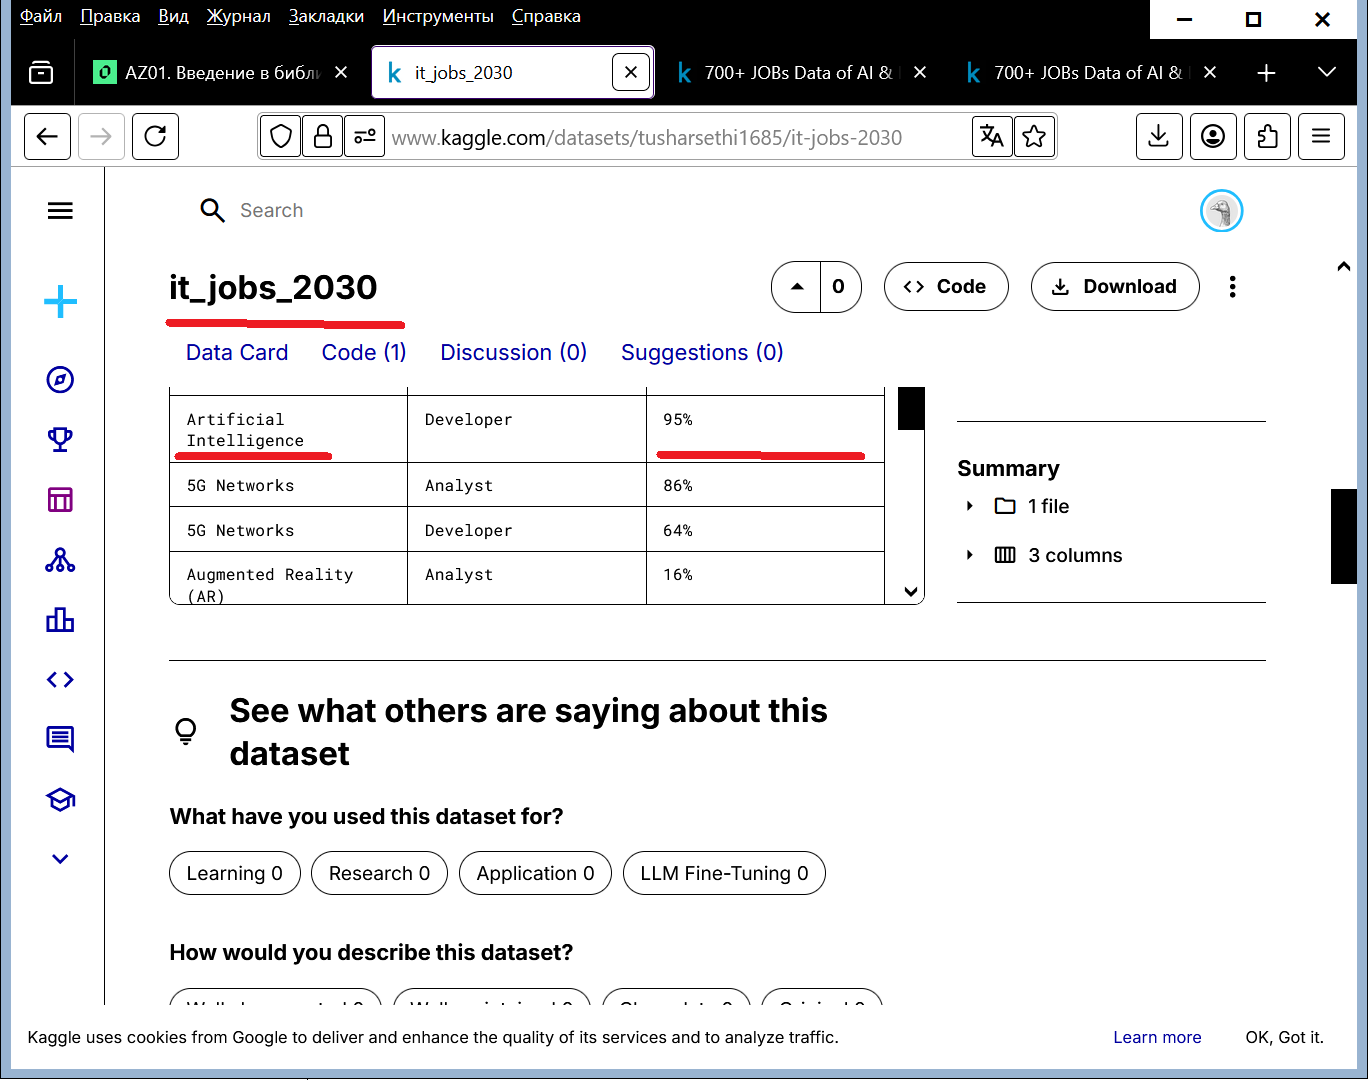 Файл Правка Вид Журнал Закладки Инструменты Справка
AZ01. Введение в библи
it_jobs_2030
700+ JOBs Data of AI &
700+ JOBs Data of AI &
www.kaggle.com/datasets/tusharsethi1685/it-jobs-2030
Search
it_jobs_2030
0
Code
Download
Data Card Code (1) Discussion (0) Suggestions (0)
Artificial Intelligence Developer 95%
5G Networks Analyst 86%
5G Networks Developer 64%
Augmented Reality (AR) Analyst 16%
Summary
1 file
3 columns
See what others are saying about this
dataset
What have you used this dataset for?
Learning 0 Research 0 Application 0 LLM Fine-Tuning 0
How would you describe this dataset?
Kaggle uses cookies from Google to deliver and enhance the quality of its services and to analyze traffic.
Learn more OK, Got it.